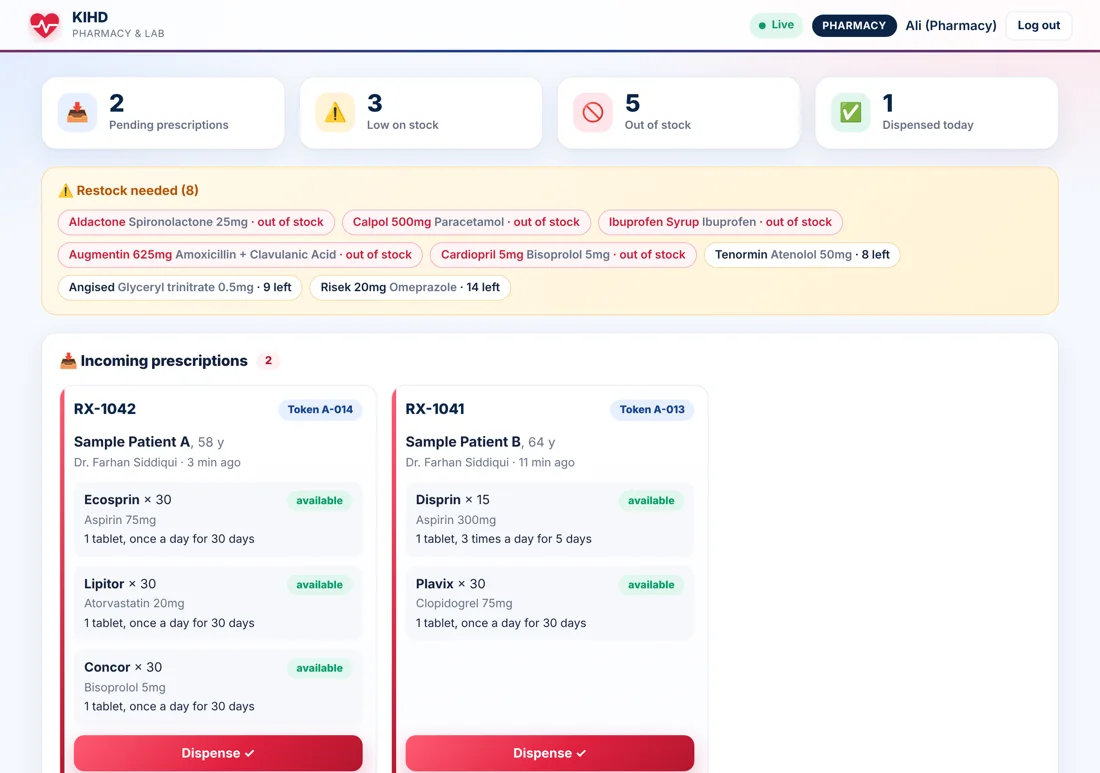 KIHD
PHARMACY & LAB
Live
PHARMACY
Ali (Pharmacy)
Log out
2
Pending prescriptions
3
Low on stock
5
Out of stock
1
Dispensed today
Restock needed (8)
Aldactone Spironolactone 25mg · out of stock
Calpol 500mg Paracetamol · out of stock
Ibuprofen Syrup Ibuprofen · out of stock
Augmentin 625mg Amoxicillin + Clavulanic Acid · out of stock
Cardiopril 5mg Bisoprolol 5mg · out of stock
Tenormin Atenolol 50mg · 8 left
Angised Glyceryl trinitrate 0.5mg · 9 left
Risek 20mg Omeprazole · 14 left
Incoming prescriptions 2
RX-1042
Token A-014
Sample Patient A, 58 y
Dr. Farhan Siddiqui · 3 min ago
Ecosprin × 30
available
Aspirin 75mg
1 tablet, once a day for 30 days
Lipitor × 30
available
Atorvastatin 20mg
1 tablet, once a day for 30 days
Concor × 30
available
Bisoprolol 5mg
1 tablet, once a day for 30 days
Dispense ✓
RX-1041
Token A-013
Sample Patient B, 64 y
Dr. Farhan Siddiqui · 11 min ago
Disprin × 15
available
Aspirin 300mg
1 tablet, 3 times a day for 5 days
Plavix × 30
available
Clopidogrel 75mg
1 tablet, once a day for 30 days
Dispense ✓